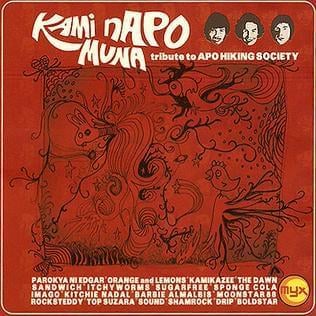 KAMI nAPO
MUNA
tribute to APO HIKING SOCIETY
PAROKYA NI EDGAR * ORANGE and LEMONS * KAMIKAZEE * THE DAWN
SANDWICH * ITCHYWORMS * SUGARFREE * SPONGE COLA
IMAGO * KITCHIE NADAL * BARBIE ALMALBIS * MOONSTAR88
ROCKSTEDDY * TOP SUZARA * SOUND * SHAMROCK * DRIP * BOLDSTAR
myx